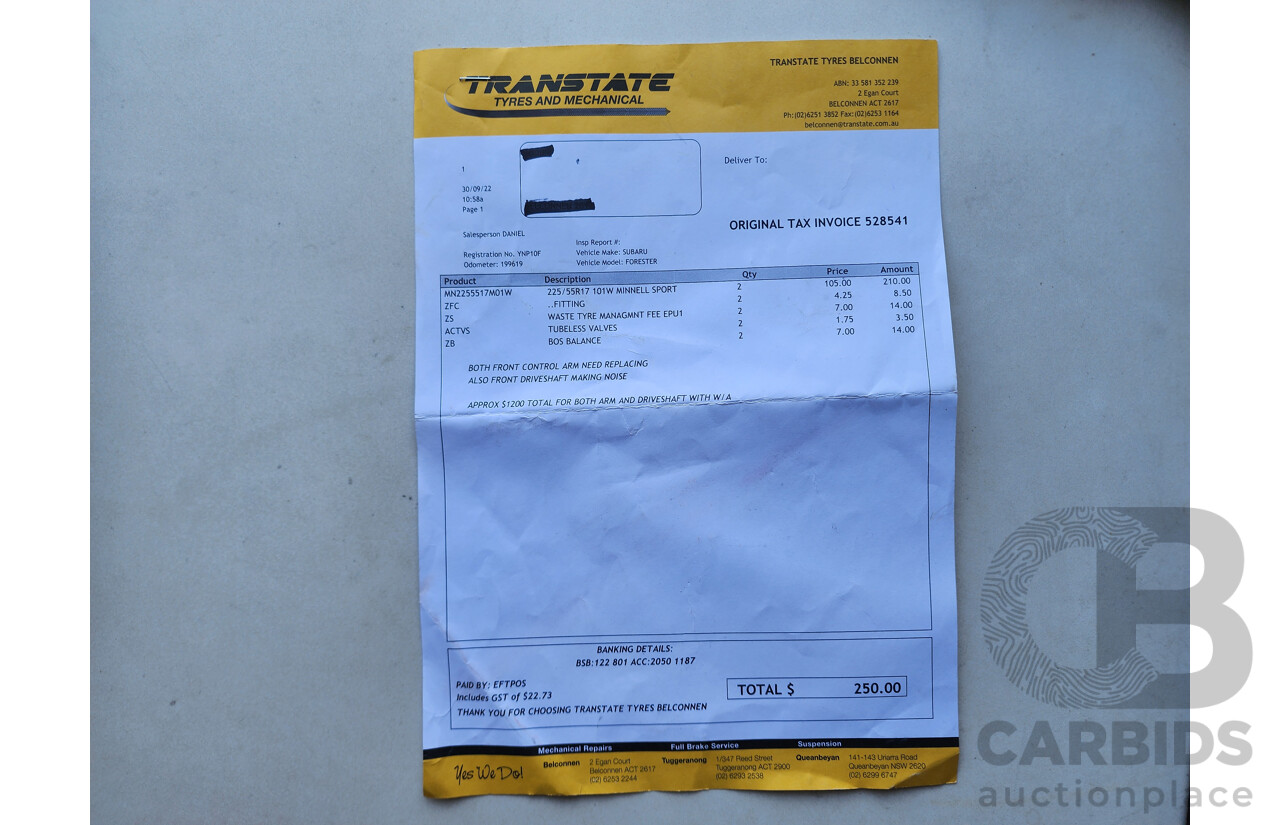 TRANSTATE
TYRES AND MECHANICAL
TRANSTATE TYRES BELCONNEN
ABN: 33 581 352 239
2 Egan Court
BELCONNEN ACT 2617
Ph:(02)6251 3852 Fax:(02)6253 1164
belconnen@transtate.com.au
Deliver To:
1
30/09/22
10:58a
Page 1
ORIGINAL TAX INVOICE 528541
Salesperson DANIEL
Insp Report #:
Registration No. YNP10F Vehicle Make: SUBARU
Odometer: 199619 Vehicle Model: FORESTER
Product Description Qty Price Amount
MN2255517M01W 225/55R17 101W MINNELL SPORT 2 105.00 210.00
ZFC ..FITTING 2 4.25 8.50
ZS WASTE TYRE MANAGMNT FEE EPU1 2 7.00 14.00
ACTVS TUBELESS VALVES 2 1.75 3.50
ZB BOS BALANCE 2 7.00 14.00
BOTH FRONT CONTROL ARM NEED REPLACING
ALSO FRONT DRIVESHAFT MAKING NOISE
APPROX $1200 TOTAL FOR BOTH ARM AND DRIVESHAFT WITH W/A
BANKING DETAILS:
BSB:122 801 ACC:2050 1187
PAID BY: EFTPOS
Includes GST of $22.73
TOTAL $ 250.00
THANK YOU FOR CHOOSING TRANSTATE TYRES BELCONNEN
Mechanical Repairs Full Brake Service Suspension
Yes We Do!
Belconnen 2 Egan Court
Belconnen ACT 2617
(02) 6253 2244
Tuggeranong 1/347 Reed Street
Tuggeranong ACT 2900
(02) 6293 2538
Queanbeyan 141-143 Uriarra Road
Queanbeyan NSW 2620
(02) 6299 6747
CARBIDS
auctionplace